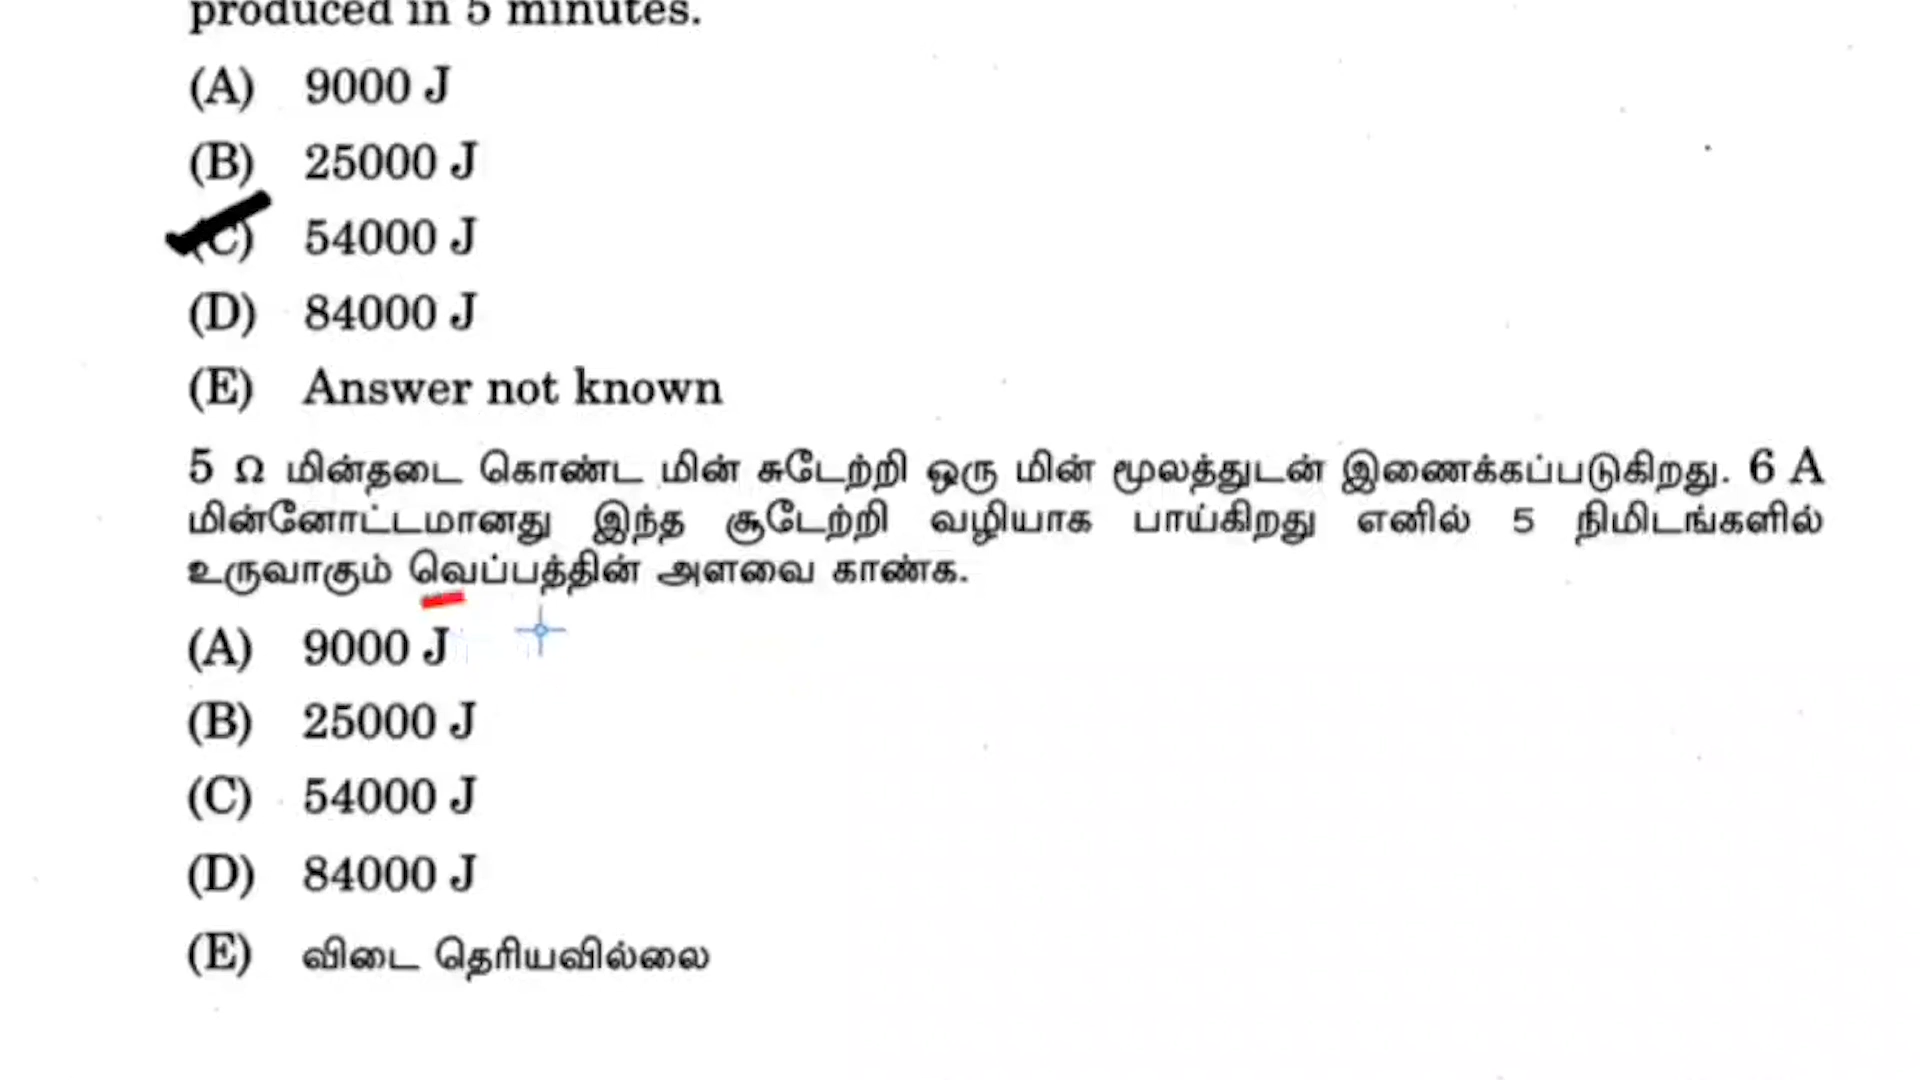 produced in 5 minutes.
(A) 9000 J
(B) 25000 J
(C) 54000 J
(D) 84000 J
(E) Answer not known
5 Ω மின்தடை கொண்ட மின் சுடேற்றி ஒரு மின் மூலத்துடன் இணைக்கப்படுகிறது. 6 A
மின்னோட்டமானது இந்த சூடேற்றி வழியாக பாய்கிறது எனில் 5 நிமிடங்களில்
உருவாகும் வெப்பத்தின் அளவை காண்க.
(A) 9000 J
(B) 25000 J
(C) 54000 J
(D) 84000 J
(E) விடை தெரியவில்லை